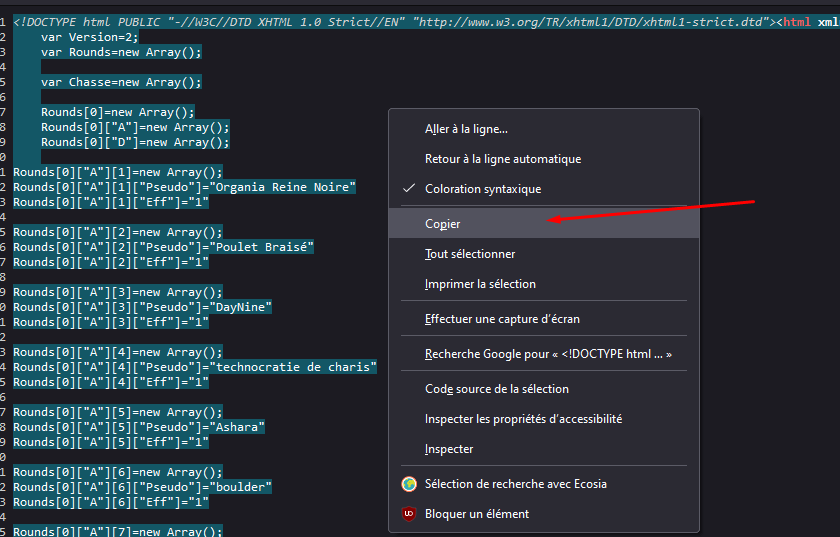 1 <!DOCTYPE html PUBLIC "-//W3C//DTD XHTML 1.0 Strict//EN" "http://www.w3.org/TR/xhtml1/DTD/xhtml1-strict.dtd"><html xml
2 var Version=2;
3 var Rounds=new Array();
4
5 var Chasse=new Array();
6
7 Rounds[0]=new Array();
8 Rounds[0]["A"]=new Array();
9 Rounds[0]["D"]=new Array();
0
1 Rounds[0]["A"][1]=new Array();
2 Rounds[0]["A"][1]["Pseudo"]="Organia Reine Noire"
3 Rounds[0]["A"][1]["Eff"]="1"
4
5 Rounds[0]["A"][2]=new Array();
6 Rounds[0]["A"][2]["Pseudo"]="Poulet Braisé"
7 Rounds[0]["A"][2]["Eff"]="1"
8
9 Rounds[0]["A"][3]=new Array();
0 Rounds[0]["A"][3]["Pseudo"]="DayNine"
1 Rounds[0]["A"][3]["Eff"]="1"
2
3 Rounds[0]["A"][4]=new Array();
4 Rounds[0]["A"][4]["Pseudo"]="technocratie de charis"
5 Rounds[0]["A"][4]["Eff"]="1"
6
7 Rounds[0]["A"][5]=new Array();
8 Rounds[0]["A"][5]["Pseudo"]="Ashara"
9 Rounds[0]["A"][5]["Eff"]="1"
0
1 Rounds[0]["A"][6]=new Array();
2 Rounds[0]["A"][6]["Pseudo"]="boulder"
3 Rounds[0]["A"][6]["Eff"]="1"
4
5 Rounds[0]["A"][7]=new Array();
Aller à la ligne...
Retour à la ligne automatique
Coloration syntaxique
Copier
Tout sélectionner
Imprimer la sélection
Effectuer une capture d'écran
Recherche Google pour « <!DOCTYPE html ... »
Code source de la sélection
Inspecter les propriétés d'accessibilité
Inspecter
Sélection de recherche avec Ecosia
Bloquer un élément